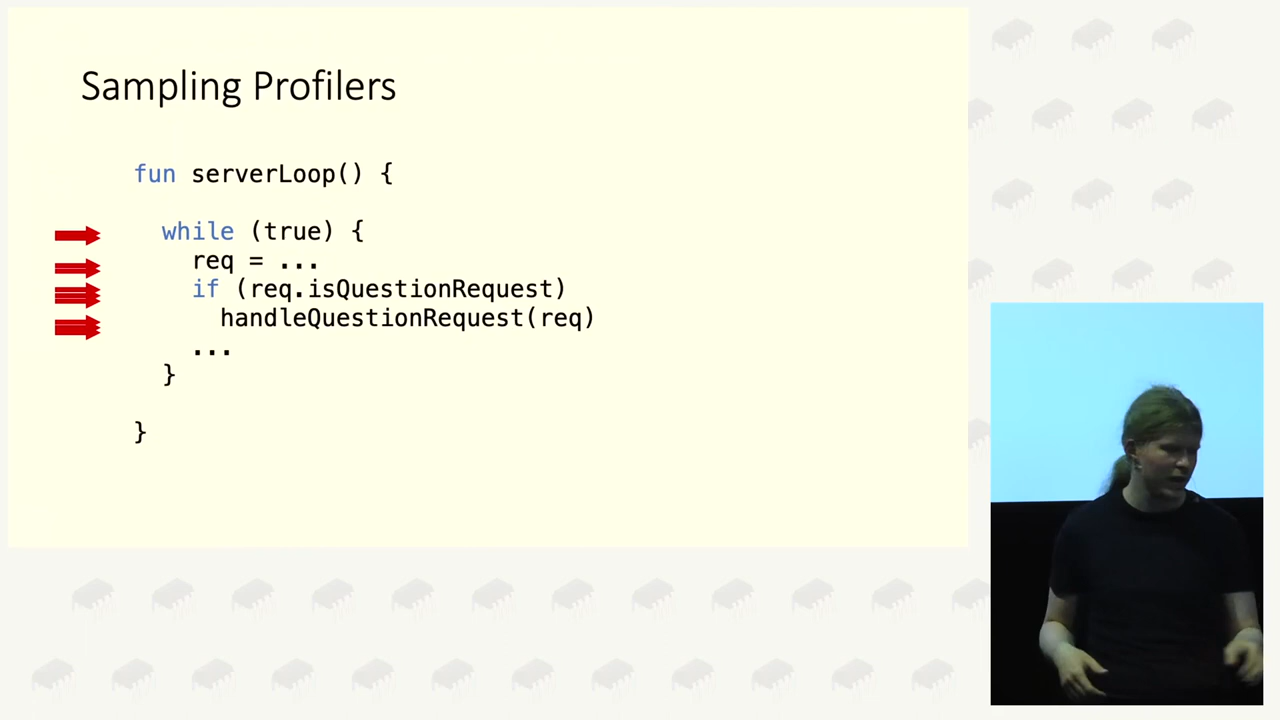 Sampling Profilers
fun serverLoop() {
while (true) {
req = ...
if (req.isQuestionRequest)
handleQuestionRequest(req)
...
}
}